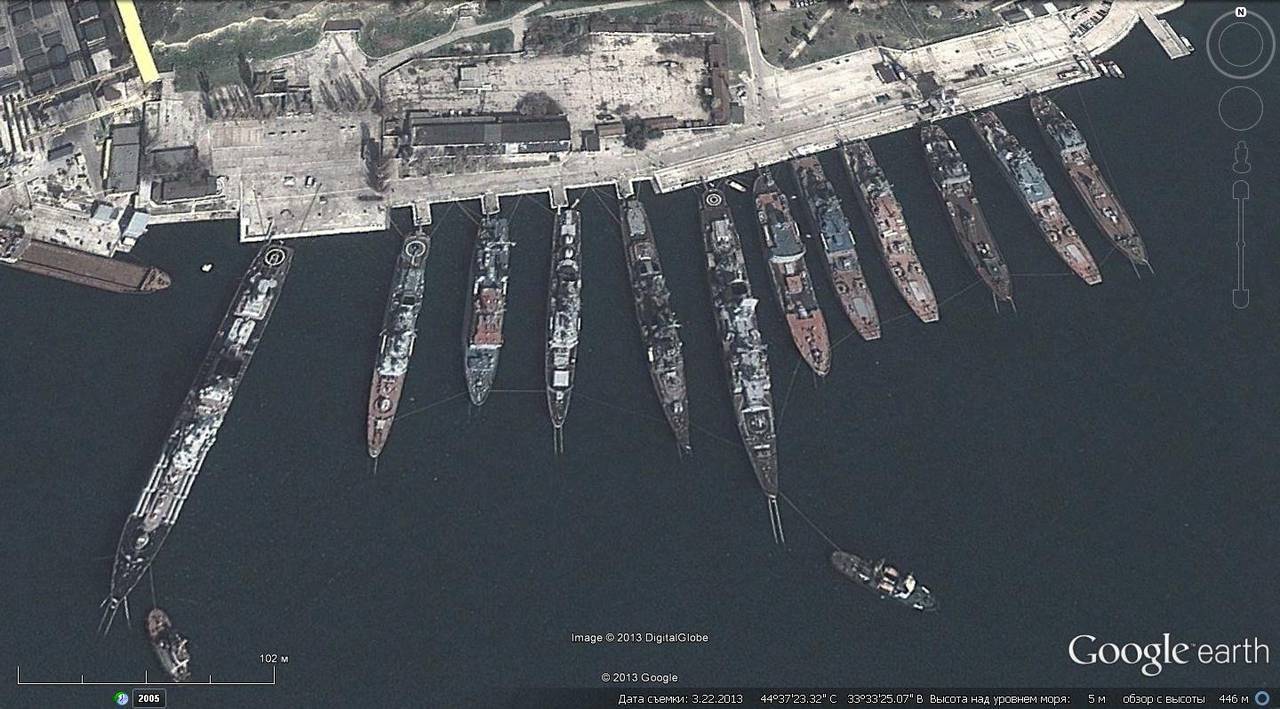 N
Image © 2013 DigitalGlobe
Google earth
102 м
© 2013 Google
2005
Дата съемки: 3.22.2013 44°37'23.32" С 33°33'25.07" В Высота над уровнем моря: 5 м обзор с высоты 446 м